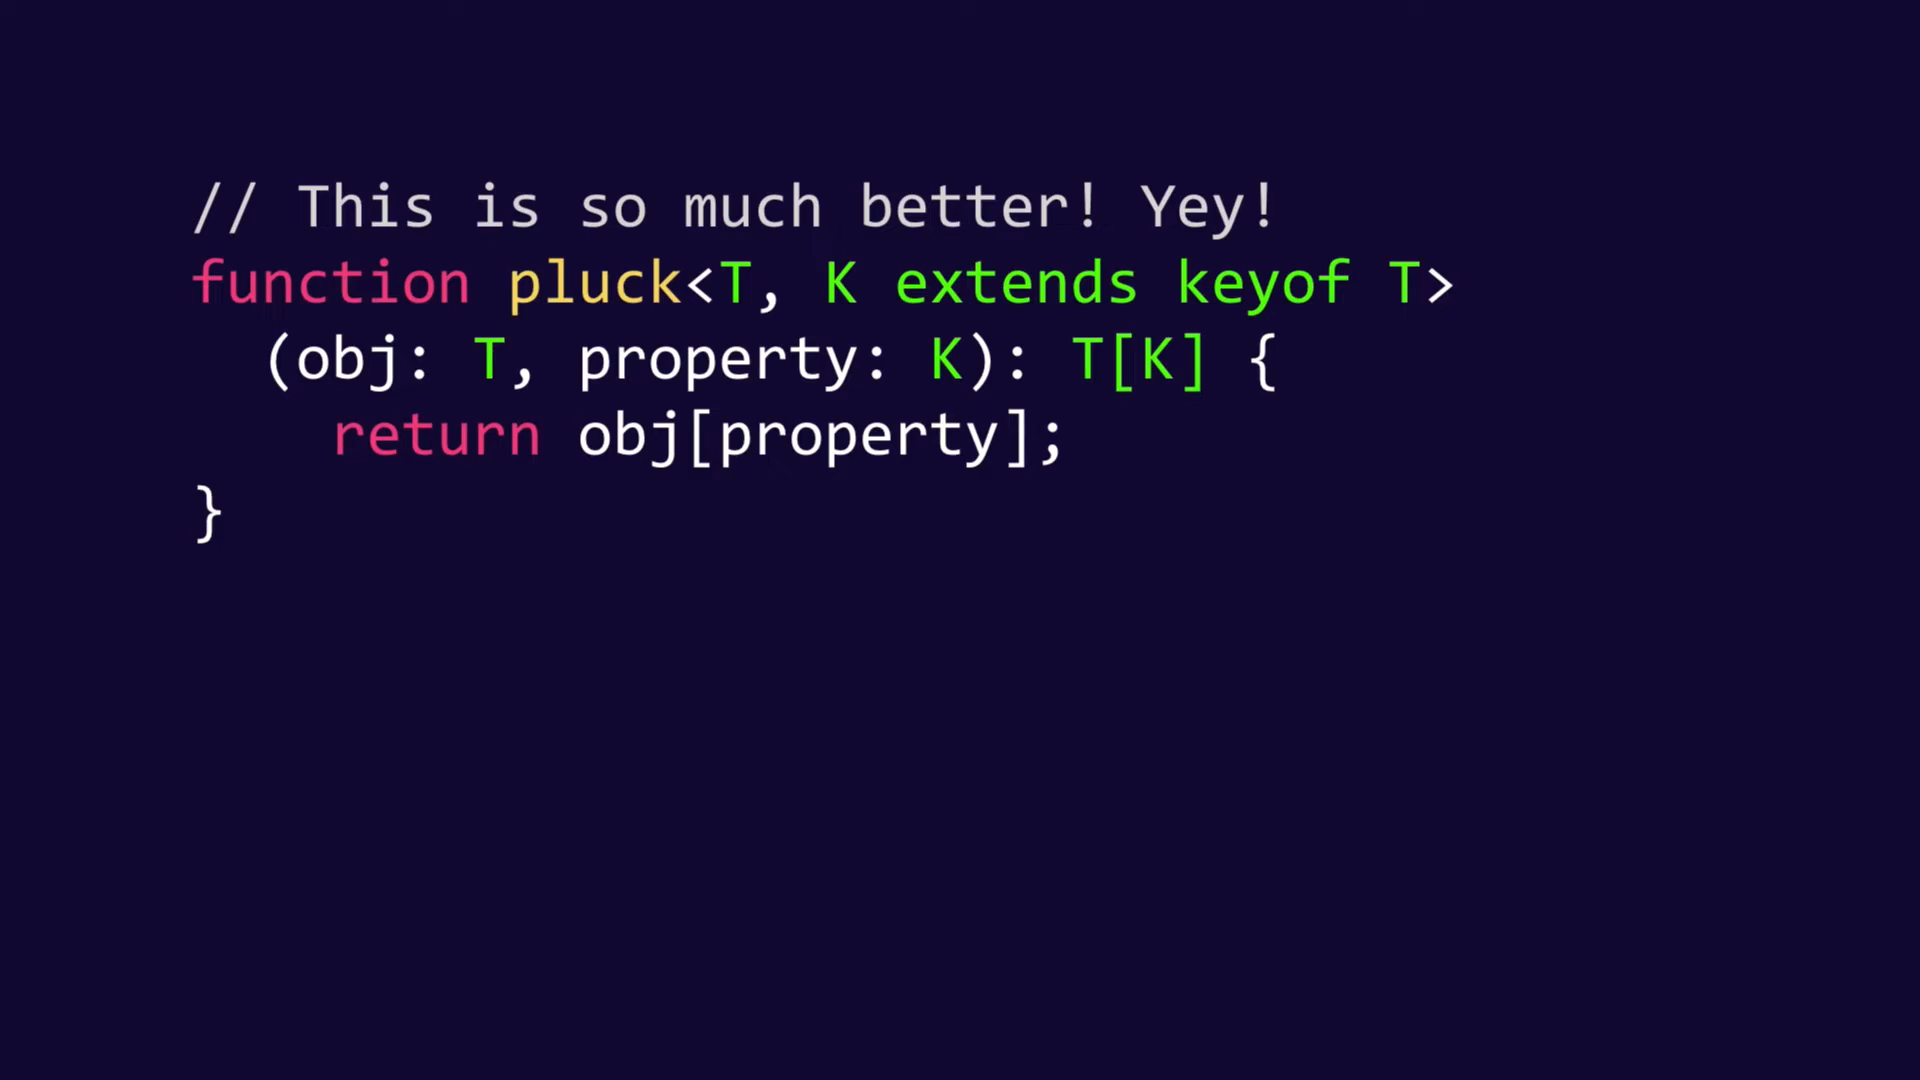 // This is so much better! Yey!
function pluck<T, K extends keyof T>
  (obj: T, property: K): T[K] {
    return obj[property];
}